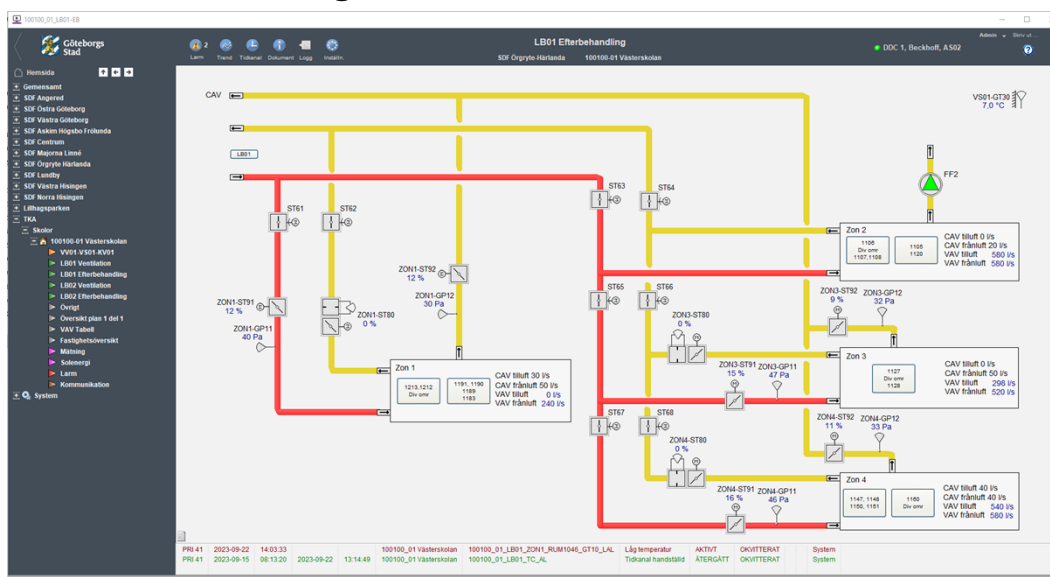 100100_01_LB01-EB
Göteborgs
Stad
2
Larm Trend Tidkanal Dokument Logg Inställn.
LB01 Efterbehandling
SDF Örgryte-Härlanda 100100-01 Västerskolan
DDC 1, Beckhoff, AS02
Admin Skriv ut ...
?
Hemsida
Gemensamt
SDF Angered
SDF Östra Göteborg
SDF Västra Göteborg
SDF Askim Högsbo Frölunda
SDF Centrum
SDF Majorna Linné
SDF Örgryte Härlanda
SDF Lundby
SDF Västra Hisingen
SDF Norra Hisingen
Lillhagsparken
TKA
Skolor
100100-01 Västerskolan
VV01-VS01-KV01
LB01 Ventilation
LB01 Efterbehandling
LB02 Ventilation
LB02 Efterbehandling
Övrigt
Översikt plan 1 del 1
VAV Tabell
Fastighetsöversikt
Mätning
Solenergi
Larm
Kommunikation
System
CAV
LB01
VS01-GT30
7,0 °C
FF2
ST61
ST62
ST63
ST64
ZON1-ST92
12 %
ZON1-GP12
30 Pa
ZON1-ST91
12 %
ZON1-ST80
0 %
ZON1-GP11
40 Pa
Zon 1
1213,1212
Div omr
1191, 1190
1189
1183
CAV tilluft 30 l/s
CAV frånluft 50 l/s
VAV tilluft 0 l/s
VAV frånluft 240 l/s
Zon 2
1106
Div omr
1107,1108
1105
1120
CAV tilluft 0 l/s
CAV frånluft 20 l/s
VAV tilluft 580 l/s
VAV frånluft 580 l/s
ST65
ST66
ZON3-ST92
9 %
ZON3-GP12
32 Pa
ZON3-ST80
0 %
ZON3-ST91
15 %
ZON3-GP11
47 Pa
Zon 3
1127
Div omr
1128
CAV tilluft 0 l/s
CAV frånluft 50 l/s
VAV tilluft 298 l/s
VAV frånluft 520 l/s
ST67
ST68
ZON4-ST92
11 %
ZON4-GP12
33 Pa
ZON4-ST80
0 %
ZON4-ST91
16 %
ZON4-GP11
46 Pa
Zon 4
1147, 1148
1150, 1151
1160
Div omr
CAV tilluft 40 l/s
CAV frånluft 40 l/s
VAV tilluft 540 l/s
VAV frånluft 580 l/s
PRI 41 2023-09-22 14:03:33 100100_01 Västerskolan 100100_01_LB01_ZON1_RUM1046_GT10_LAL Låg temperatur AKTIVT OKVITTERAT System
PRI 41 2023-09-15 08:13:20 2023-09-22 13:14:49 100100_01 Västerskolan 100100_01_LB01_TC_AL Tidkanal handställd ÅTERGÅTT OKVITTERAT System